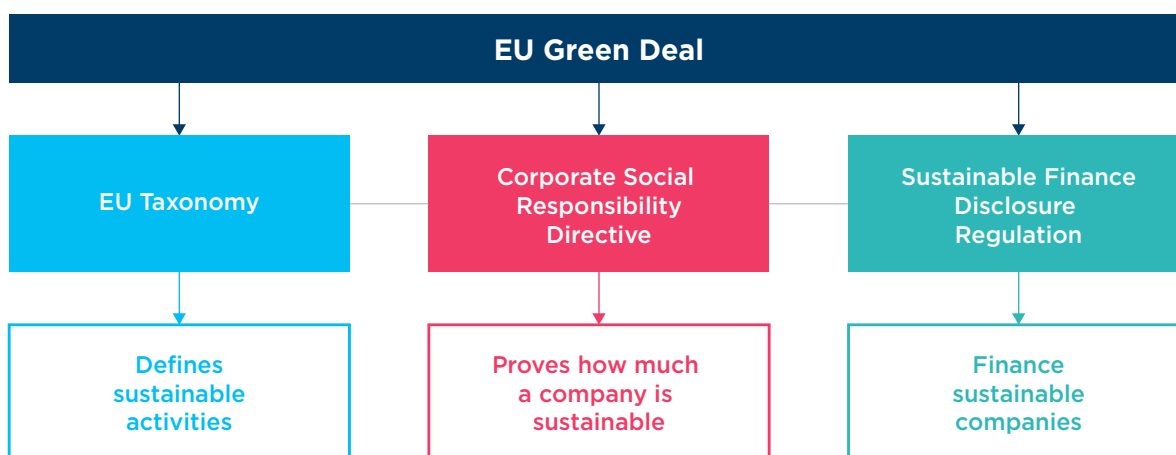 EU Green Deal
EU Taxonomy
Corporate Social
Responsibility
Directive
Sustainable Finance
Disclosure
Regulation
Defines
sustainable
activities
Proves how much
a company is
sustainable
Finance
sustainable
companies